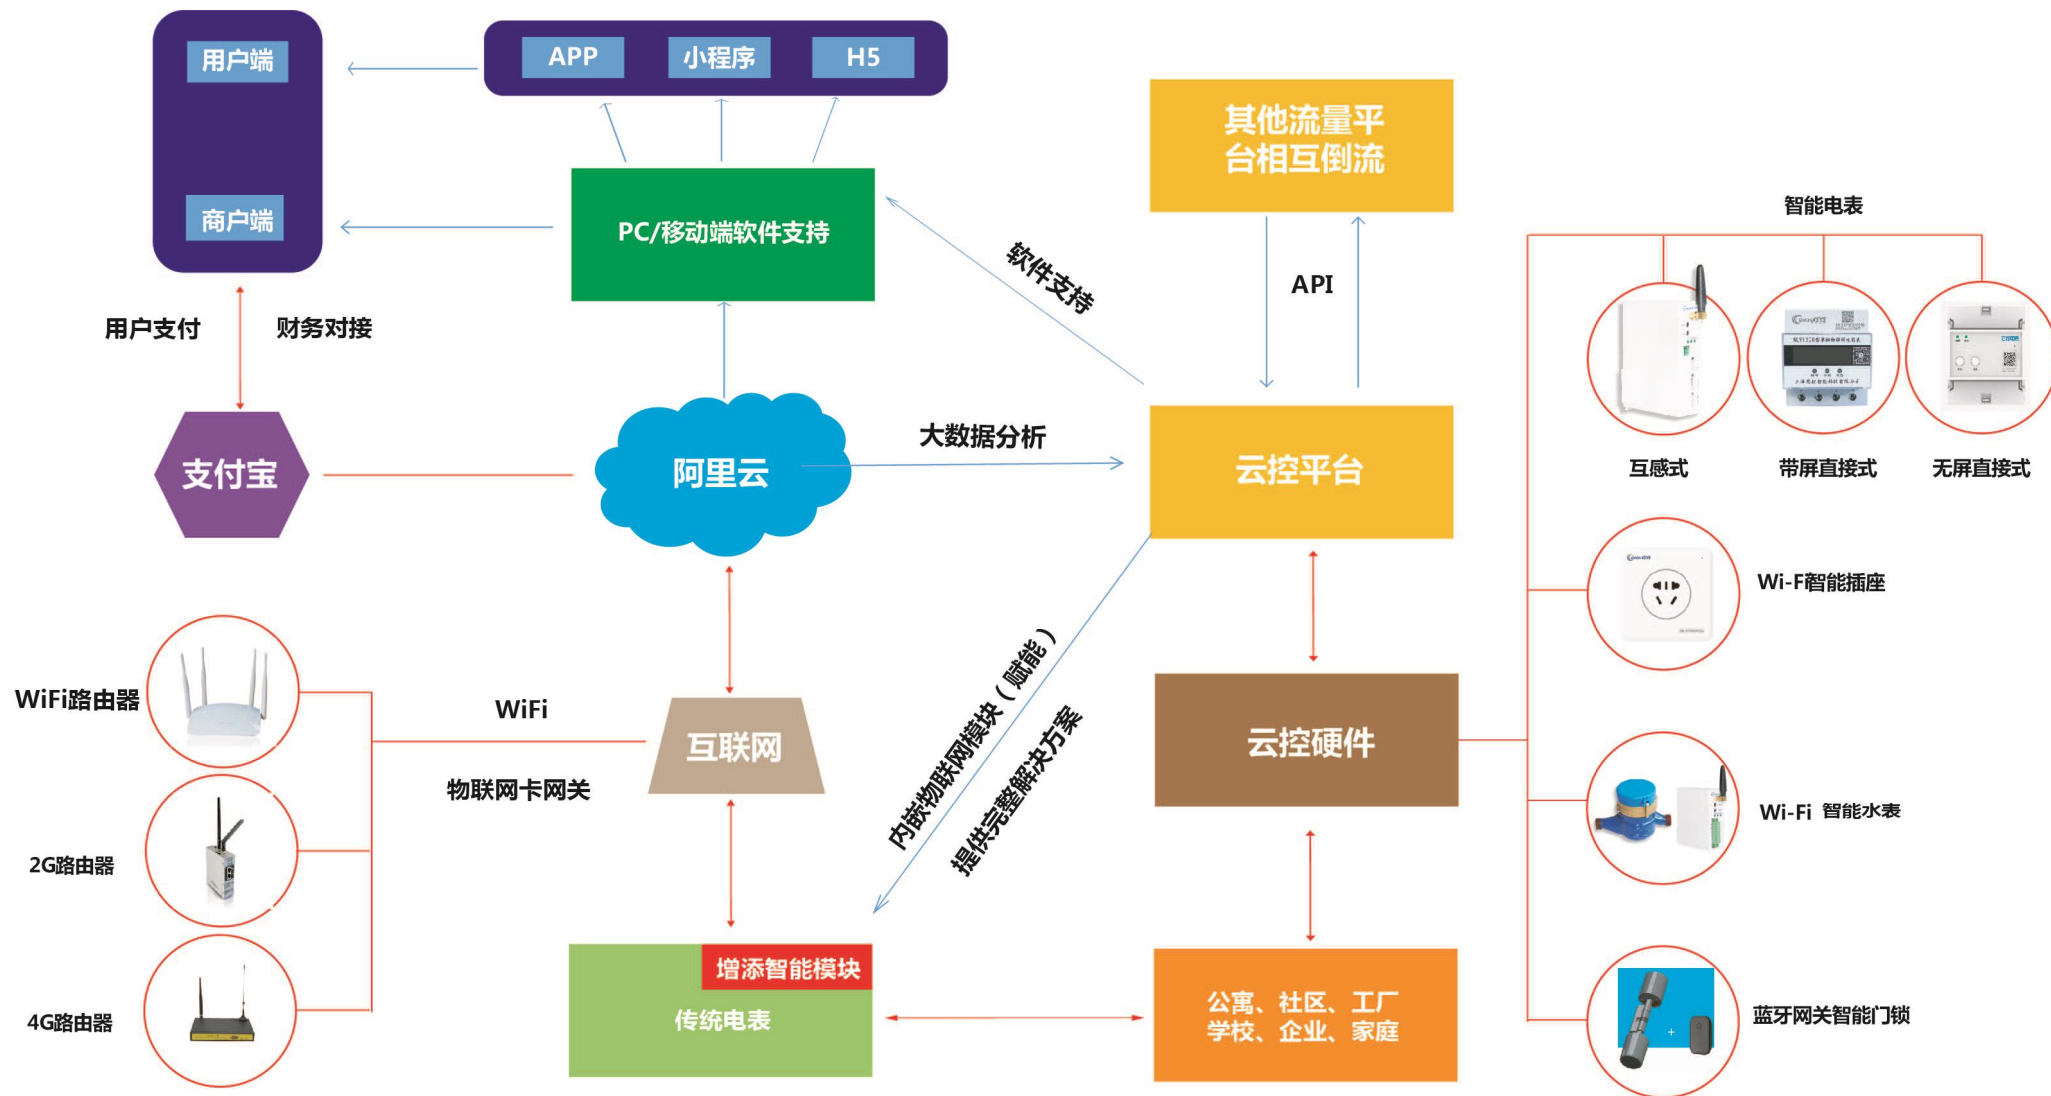 用户端
商户端
APP
小程序
H5
PC/移动端软件支持
其他流量平
台相互倒流
软件支持
API
用户支付
财务对接
支付宝
阿里云
大数据分析
云控平台
智能电表
互感式
带屏直接式
无屏直接式
Wi-Fi智能插座
WiFi路由器
WiFi
物联网卡网关
互联网
内嵌物联网模块（赋能）
提供完整解决方案
云控硬件
Wi-Fi 智能水表
2G路由器
4G路由器
增添智能模块
传统电表
公寓、社区、工厂
学校、企业、家庭
蓝牙网关智能门锁